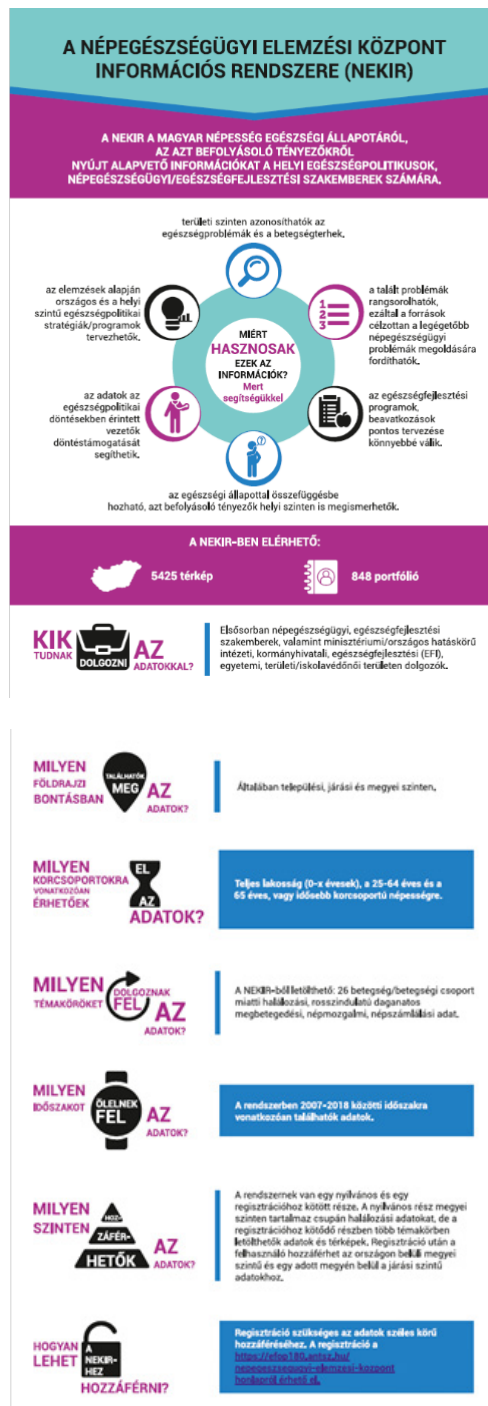 A NÉPEGÉSZSÉGÜGYI ELEMZÉSI KÖZPONT
INFORMÁCIÓS RENDSZERE (NEKIR)
A NEKIR A MAGYAR NÉPESSÉG EGÉSZSÉGI ÁLLAPOTÁRÓL,
AZ AZT BEFOLYÁSOLÓ TÉNYEZŐKRŐL
NYÚJT ALAPVETŐ INFORMÁCIÓKAT A HELYI EGÉSZSÉGPOLITIKUSOK,
NÉPEGÉSZSÉGÜGYI/EGÉSZSÉGFEJLESZTÉSI SZAKEMBEREK SZÁMÁRA.
területi szinten azonosíthatók az
egészségproblémák és a betegségterhek.
az elemzések alapján
országos és a helyi
szintű egészségpolitikai
stratégiák/programok
tervezhetők.
1
2
3
a talált problémák
rangsorolhatók,
ezáltal a források
célzottan a legégetőbb
népegészségügyi
problémák megoldására
fordíthatók.
MIÉRT
HASZNOSAK
EZEK AZ
INFORMÁCIÓK?
Mert
segítségükkel
az adatok az
egészségpolitikai
döntésekben érintett
vezetők
döntéstámogatását
segíthetik.
az egészségfejlesztési
programok,
beavatkozások
pontos tervezése
könnyebbé válik.
?
az egészségi állapottal összefüggésbe
hozható, azt befolyásoló tényezők helyi szinten is megismerhetők.
A NEKIR-BEN ELÉRHETŐ:
5425 térkép
848 portfólió
KIK
TUDNAK
DOLGOZNI
AZ
ADATOKKAL?
Elsősorban népegészségügyi, egészségfejlesztési
szakemberek, valamint minisztériumi/országos hatáskörű
intézeti, kormányhivatali, egészségfejlesztési (EFI),
egyetemi, területi/iskolavédőnői területen dolgozók.
MILYEN
FÖLDRAJZI
BONTÁSBAN
TALÁLHATÓK
MEG
AZ
ADATOK?
Általában települési, járási és megyei szinten.
MILYEN
KORCSOPORTOKRA
VONATKOZÓAN
ÉRHETŐEK
EL
AZ
ADATOK?
Teljes lakosság (0-x évesek), a 25-64 éves és a
65 éves, vagy idősebb korcsoportú népességre.
MILYEN
TÉMAKÖRÖKET
DOLGOZNAK
FEL
AZ
ADATOK?
A NEKIR-ből letölthető: 26 betegség/betegségi csoport
miatti halálozási, rosszindulatú daganatos
megbetegedési, népmozgalmi, népszámlálási adat.
MILYEN
IDŐSZAKOT
ÖLELNEK
FEL
AZ
ADATOK?
A rendszerben 2007-2018 közötti időszakra
vonatkozóan találhatók adatok.
MILYEN
SZINTEN
HOZ-
ZÁFÉR-
HETŐK
AZ
ADATOK?
A rendszernek van egy nyilvános és egy
regisztrációhoz kötött része. A nyilvános rész megyei
szinten tartalmaz csupán halálozási adatokat, de a
regisztrációhoz kötődő részben több témakörben
letölthetők adatok és térképek. Regisztráció után a
felhasználó hozzáférhet az országon belüli megyei
szintű és egy adott megyén belül a járási szintű
adatokhoz.
HOGYAN
LEHET
A
NEKIR-
HEZ
HOZZÁFÉRNI?
Regisztráció szükséges az adatok széles körű
hozzáféréséhez. A regisztráció a
https://efop180.antsz.hu/
nepegeszsegugyi-elemzesi-kozpont
honlapról érhető el.